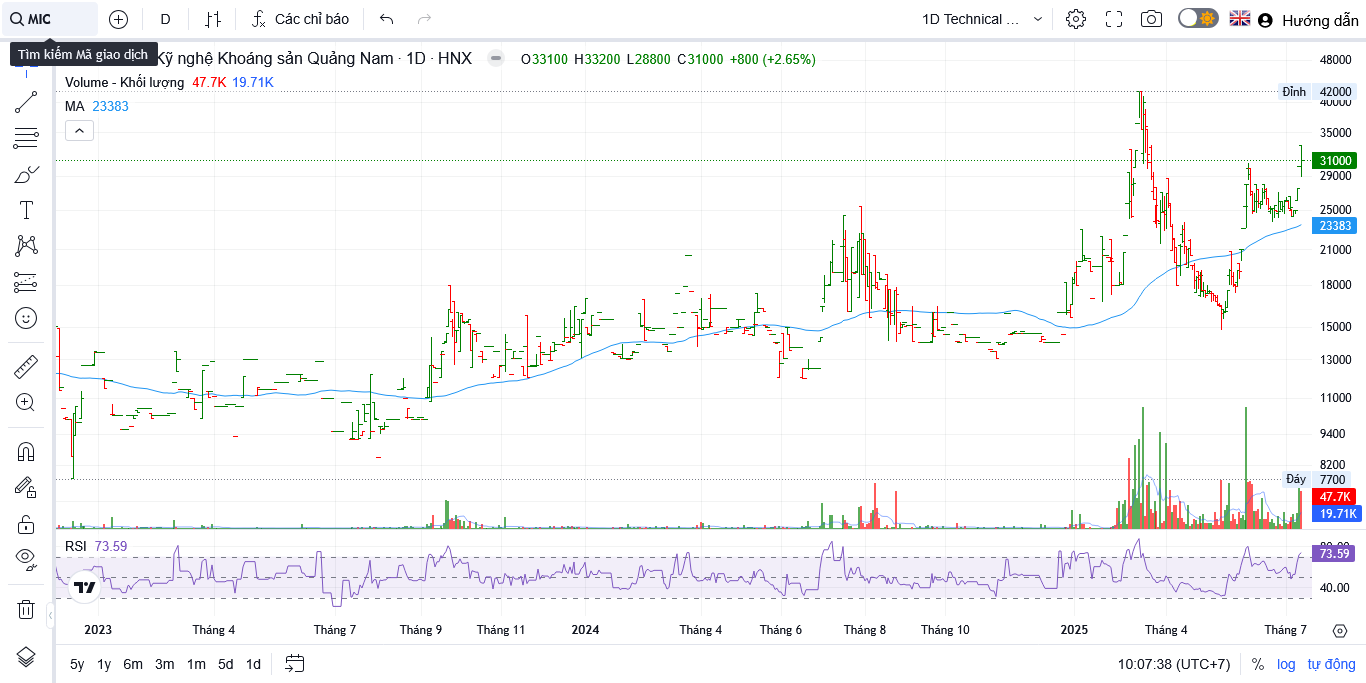 MIC D Các chỉ báo 1D Technical ... Hướng dẫn
Tìm kiếm Mã giao dịch Kỹ nghệ Khoáng sản Quảng Nam · 1D · HNX O33100 H33200 L28800 C31000 +800 (+2.65%)
Volume - Khối lượng 47.7K 19.71K
MA 23383
48000
Đỉnh 42000
40000
35000
31000
29000
25000
23383
21000
18000
15000
13000
11000
9400
8200
Đáy 7700
47.7K
19.71K
RSI 73.59
80.00
73.59
40.00
2023 Tháng 4 Tháng 7 Tháng 9 Tháng 11 2024 Tháng 4 Tháng 6 Tháng 8 Tháng 10 2025 Tháng 4 Tháng 7
5y 1y 6m 3m 1m 5d 1d 10:07:38 (UTC+7) % log tự động